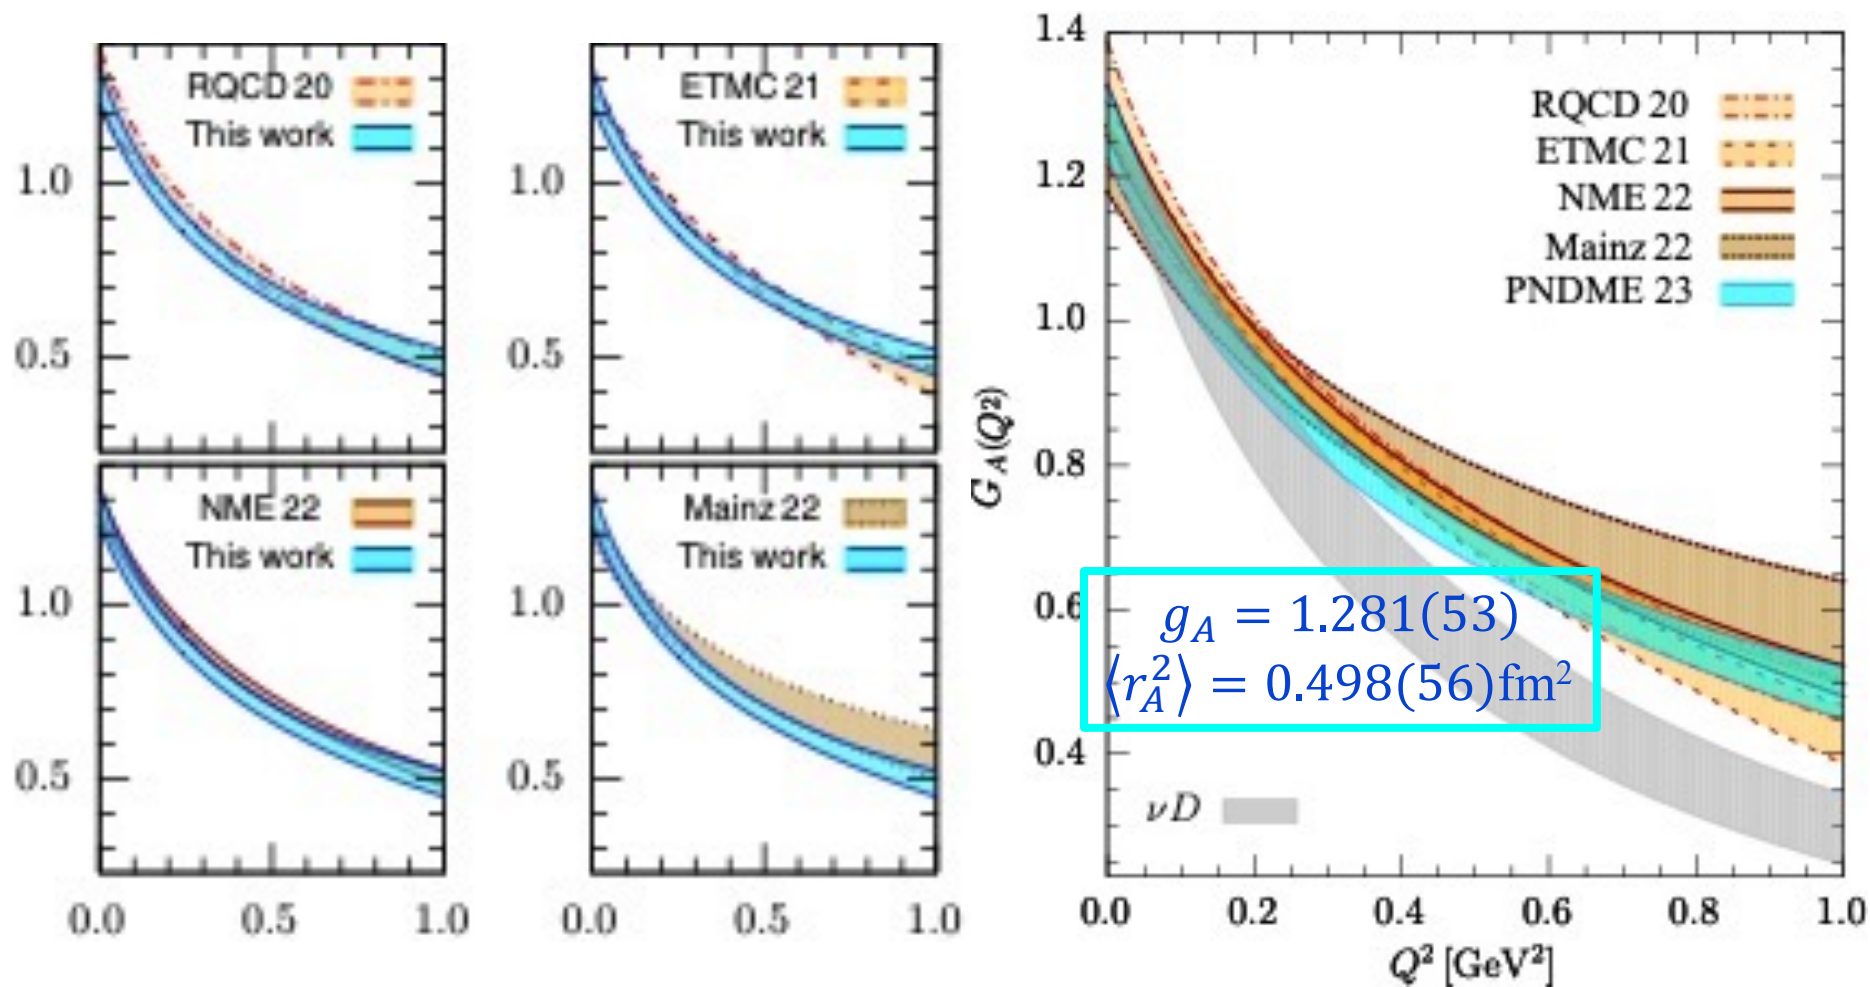 RQCD 20
This work
1.0
0.5
ETMC 21
This work
1.0
0.5
NME 22
This work
1.0
0.5
0.0 0.5 1.0
Mainz 22
This work
1.0
0.5
0.0 0.5 1.0
1.4
1.2
1.0
0.8
0.6
0.4
G_A(Q²)
RQCD 20
ETMC 21
NME 22
Mainz 22
PNDME 23
g_A = 1.281(53)
⟨r_A²⟩ = 0.498(56)fm²
νD
0.0 0.2 0.4 0.6 0.8 1.0
Q² [GeV²]